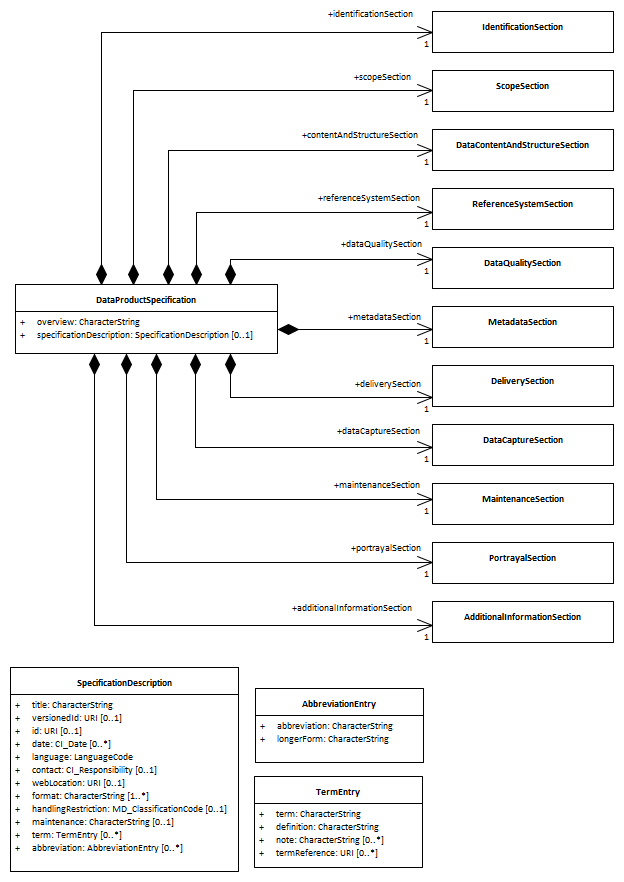 +identificationSection
1
IdentificationSection
+scopeSection
1
ScopeSection
+contentAndStructureSection
1
DataContentAndStructureSection
+referenceSystemSection
1
ReferenceSystemSection
+dataQualitySection
1
DataQualitySection
DataProductSpecification
+ overview: CharacterString
+ specificationDescription: SpecificationDescription [0..1]
+metadataSection
1
MetadataSection
+deliverySection
1
DeliverySection
+dataCaptureSection
1
DataCaptureSection
+maintenanceSection
1
MaintenanceSection
+portrayalSection
1
PortrayalSection
+additionalInformationSection
1
AdditionalInformationSection
SpecificationDescription
+ title: CharacterString
+ versionedId: URI [0..1]
+ id: URI [0..1]
+ date: CI_Date [0..*]
+ language: LanguageCode
+ contact: CI_Responsibility [0..1]
+ webLocation: URI [0..1]
+ format: CharacterString [1..*]
+ handlingRestriction: MD_ClassificationCode [0..1]
+ maintenance: CharacterString [0..1]
+ term: TermEntry [0..*]
+ abbreviation: AbbreviationEntry [0..*]
AbbreviationEntry
+ abbreviation: CharacterString
+ longerForm: CharacterString
TermEntry
+ term: CharacterString
+ definition: CharacterString
+ note: CharacterString [0..*]
+ termReference: URI [0..*]